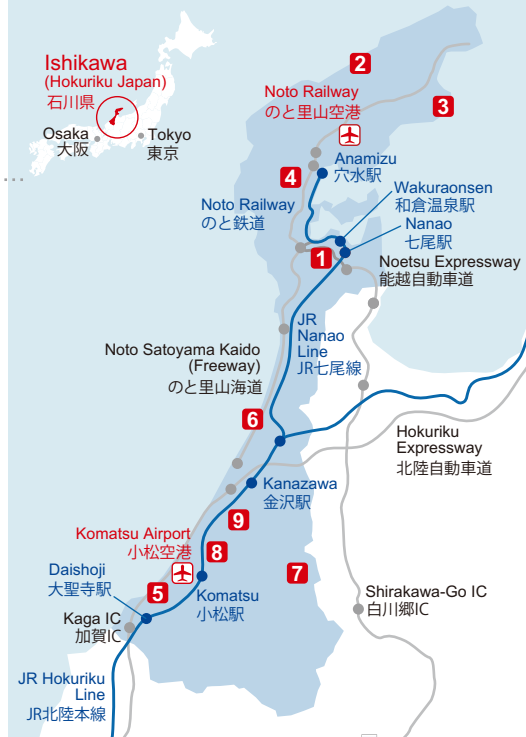 Ishikawa
(Hokuriku Japan)
石川県
Osaka
大阪
Tokyo
東京
...
2
Noto Railway
のと里山空港
3
Anamizu
穴水駅
4
Wakuraonsen
和倉温泉駅
Noto Railway
のと鉄道
Nanao
七尾駅
1
Noetsu Expressway
能越自動車道
JR
Nanao
Line
JR七尾線
Noto Satoyama Kaido
(Freeway)
のと里山海道
6
Hokuriku
Expressway
北陸自動車道
Kanazawa
金沢駅
9
Komatsu Airport
小松空港
8
7
Daishoji
大聖寺駅
5
Komatsu
小松駅
Shirakawa-Go IC
白川郷IC
Kaga IC
加賀IC
JR Hokuriku
Line
JR北陸本線